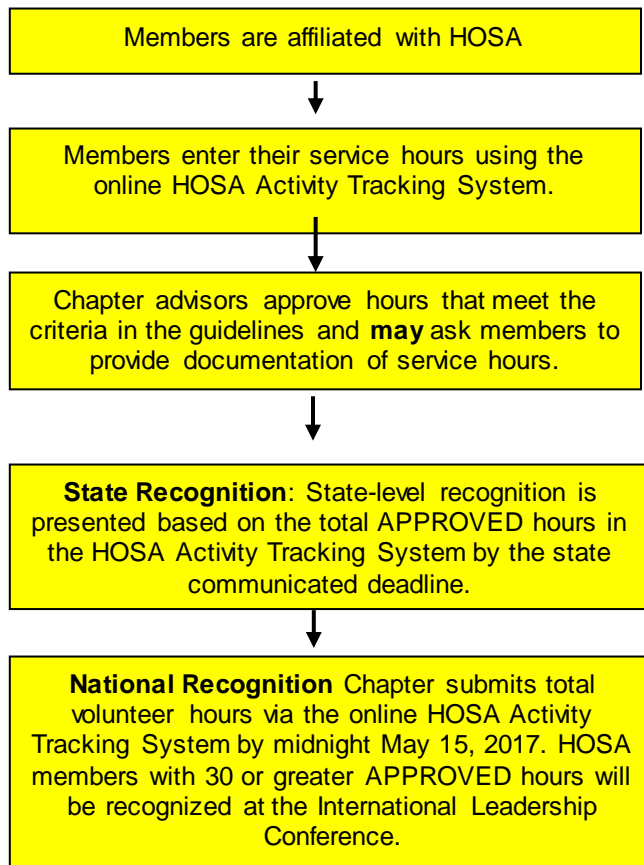 Members are affiliated with HOSA
Members enter their service hours using the
online HOSA Activity Tracking System.
Chapter advisors approve hours that meet the
criteria in the guidelines and may ask members to
provide documentation of service hours.
State Recognition: State-level recognition is
presented based on the total APPROVED hours in
the HOSA Activity Tracking System by the state
communicated deadline.
National Recognition Chapter submits total
volunteer hours via the online HOSA Activity
Tracking System by midnight May 15, 2017. HOSA
members with 30 or greater APPROVED hours will
be recognized at the International Leadership
Conference.